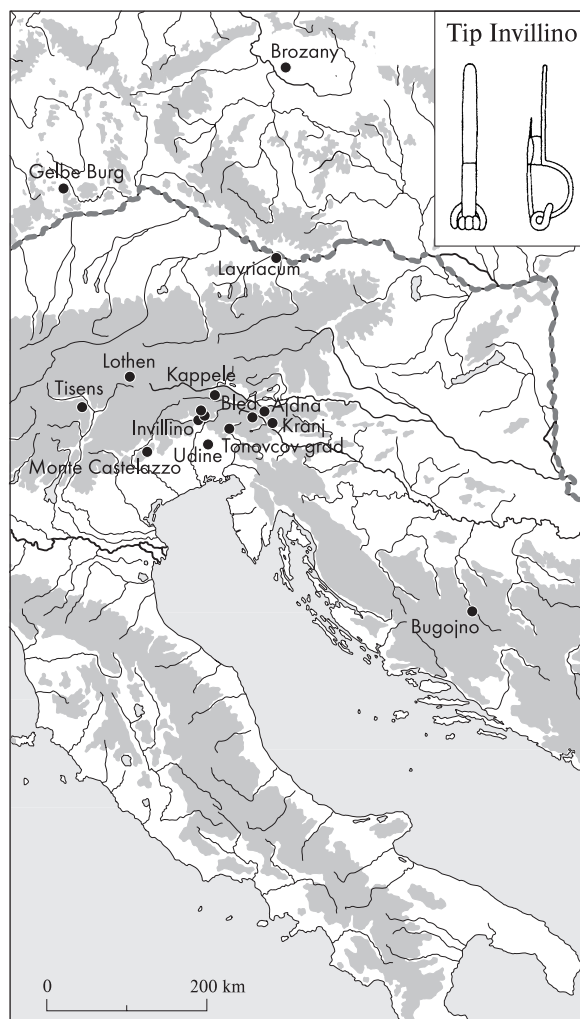 Tip Invillino
Brozany
Gelbe Burg
Lavriacum
Lothen
Kappele
Tisens
Bled
Ajdna
Invillino
Kranj
Tonovcov grad
Udine
Monte Castelazzo
Bugojno
0 200 km